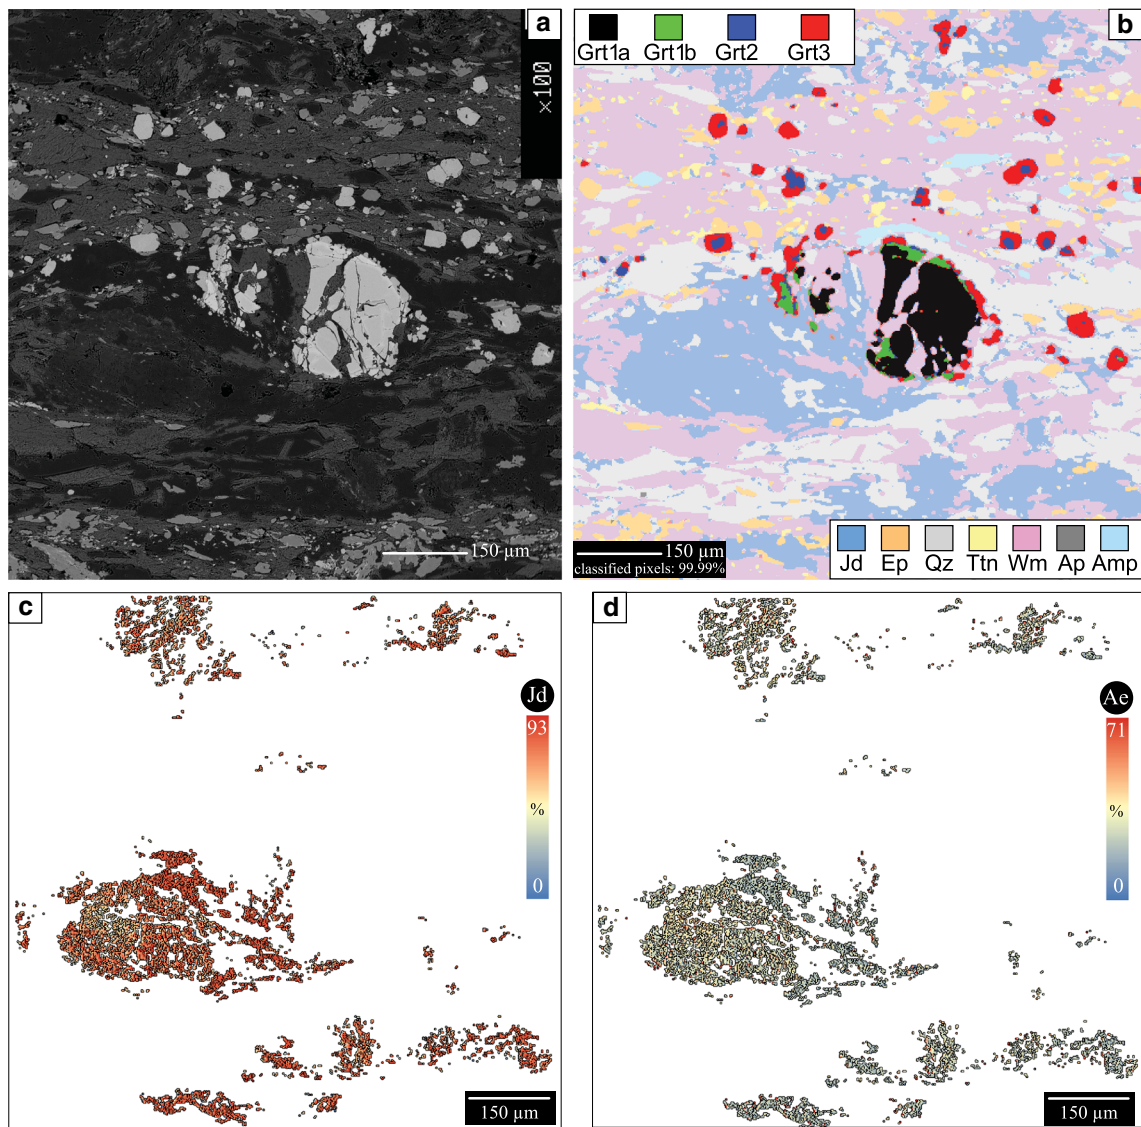 a
×100
150 µm
b
Grt1a Grt1b Grt2 Grt3
150 µm
classified pixels: 99.99%
Jd Ep Qz Ttn Wm Ap Amp
c
Jd
93
%
0
150 µm
d
Ae
71
%
0
150 µm